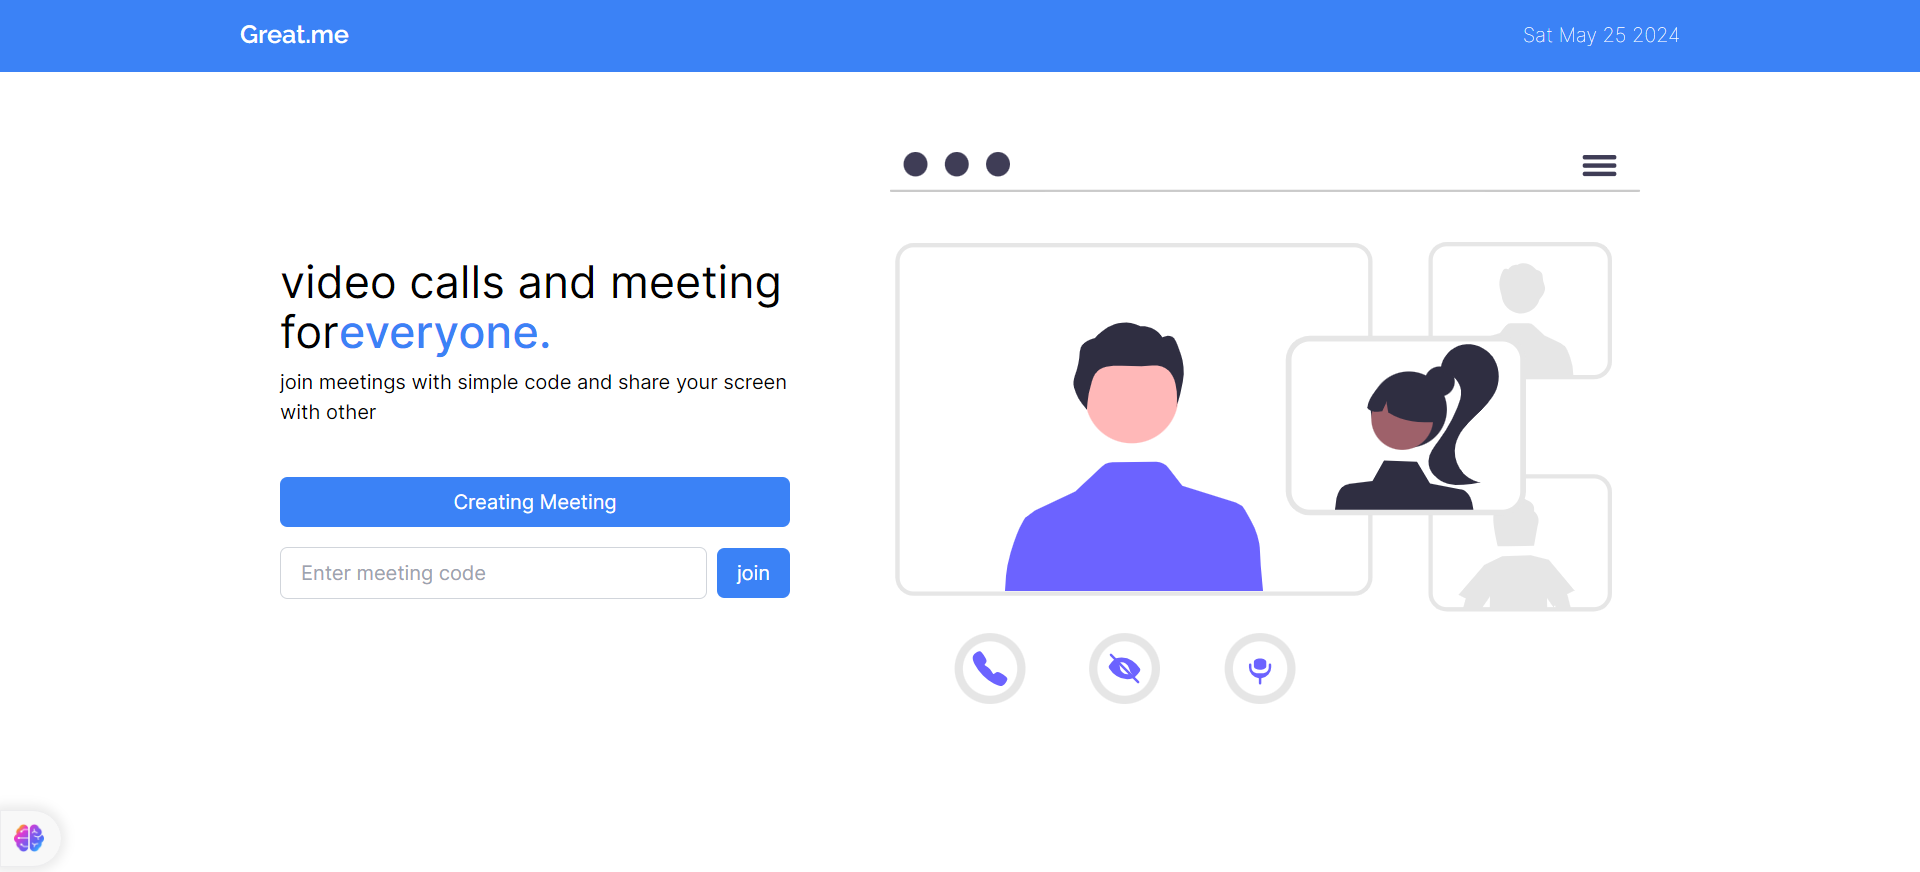 Great.me
Sat May 25 2024
video calls and meeting
foreveryone.
join meetings with simple code and share your screen
with other
Creating Meeting
Enter meeting code
join